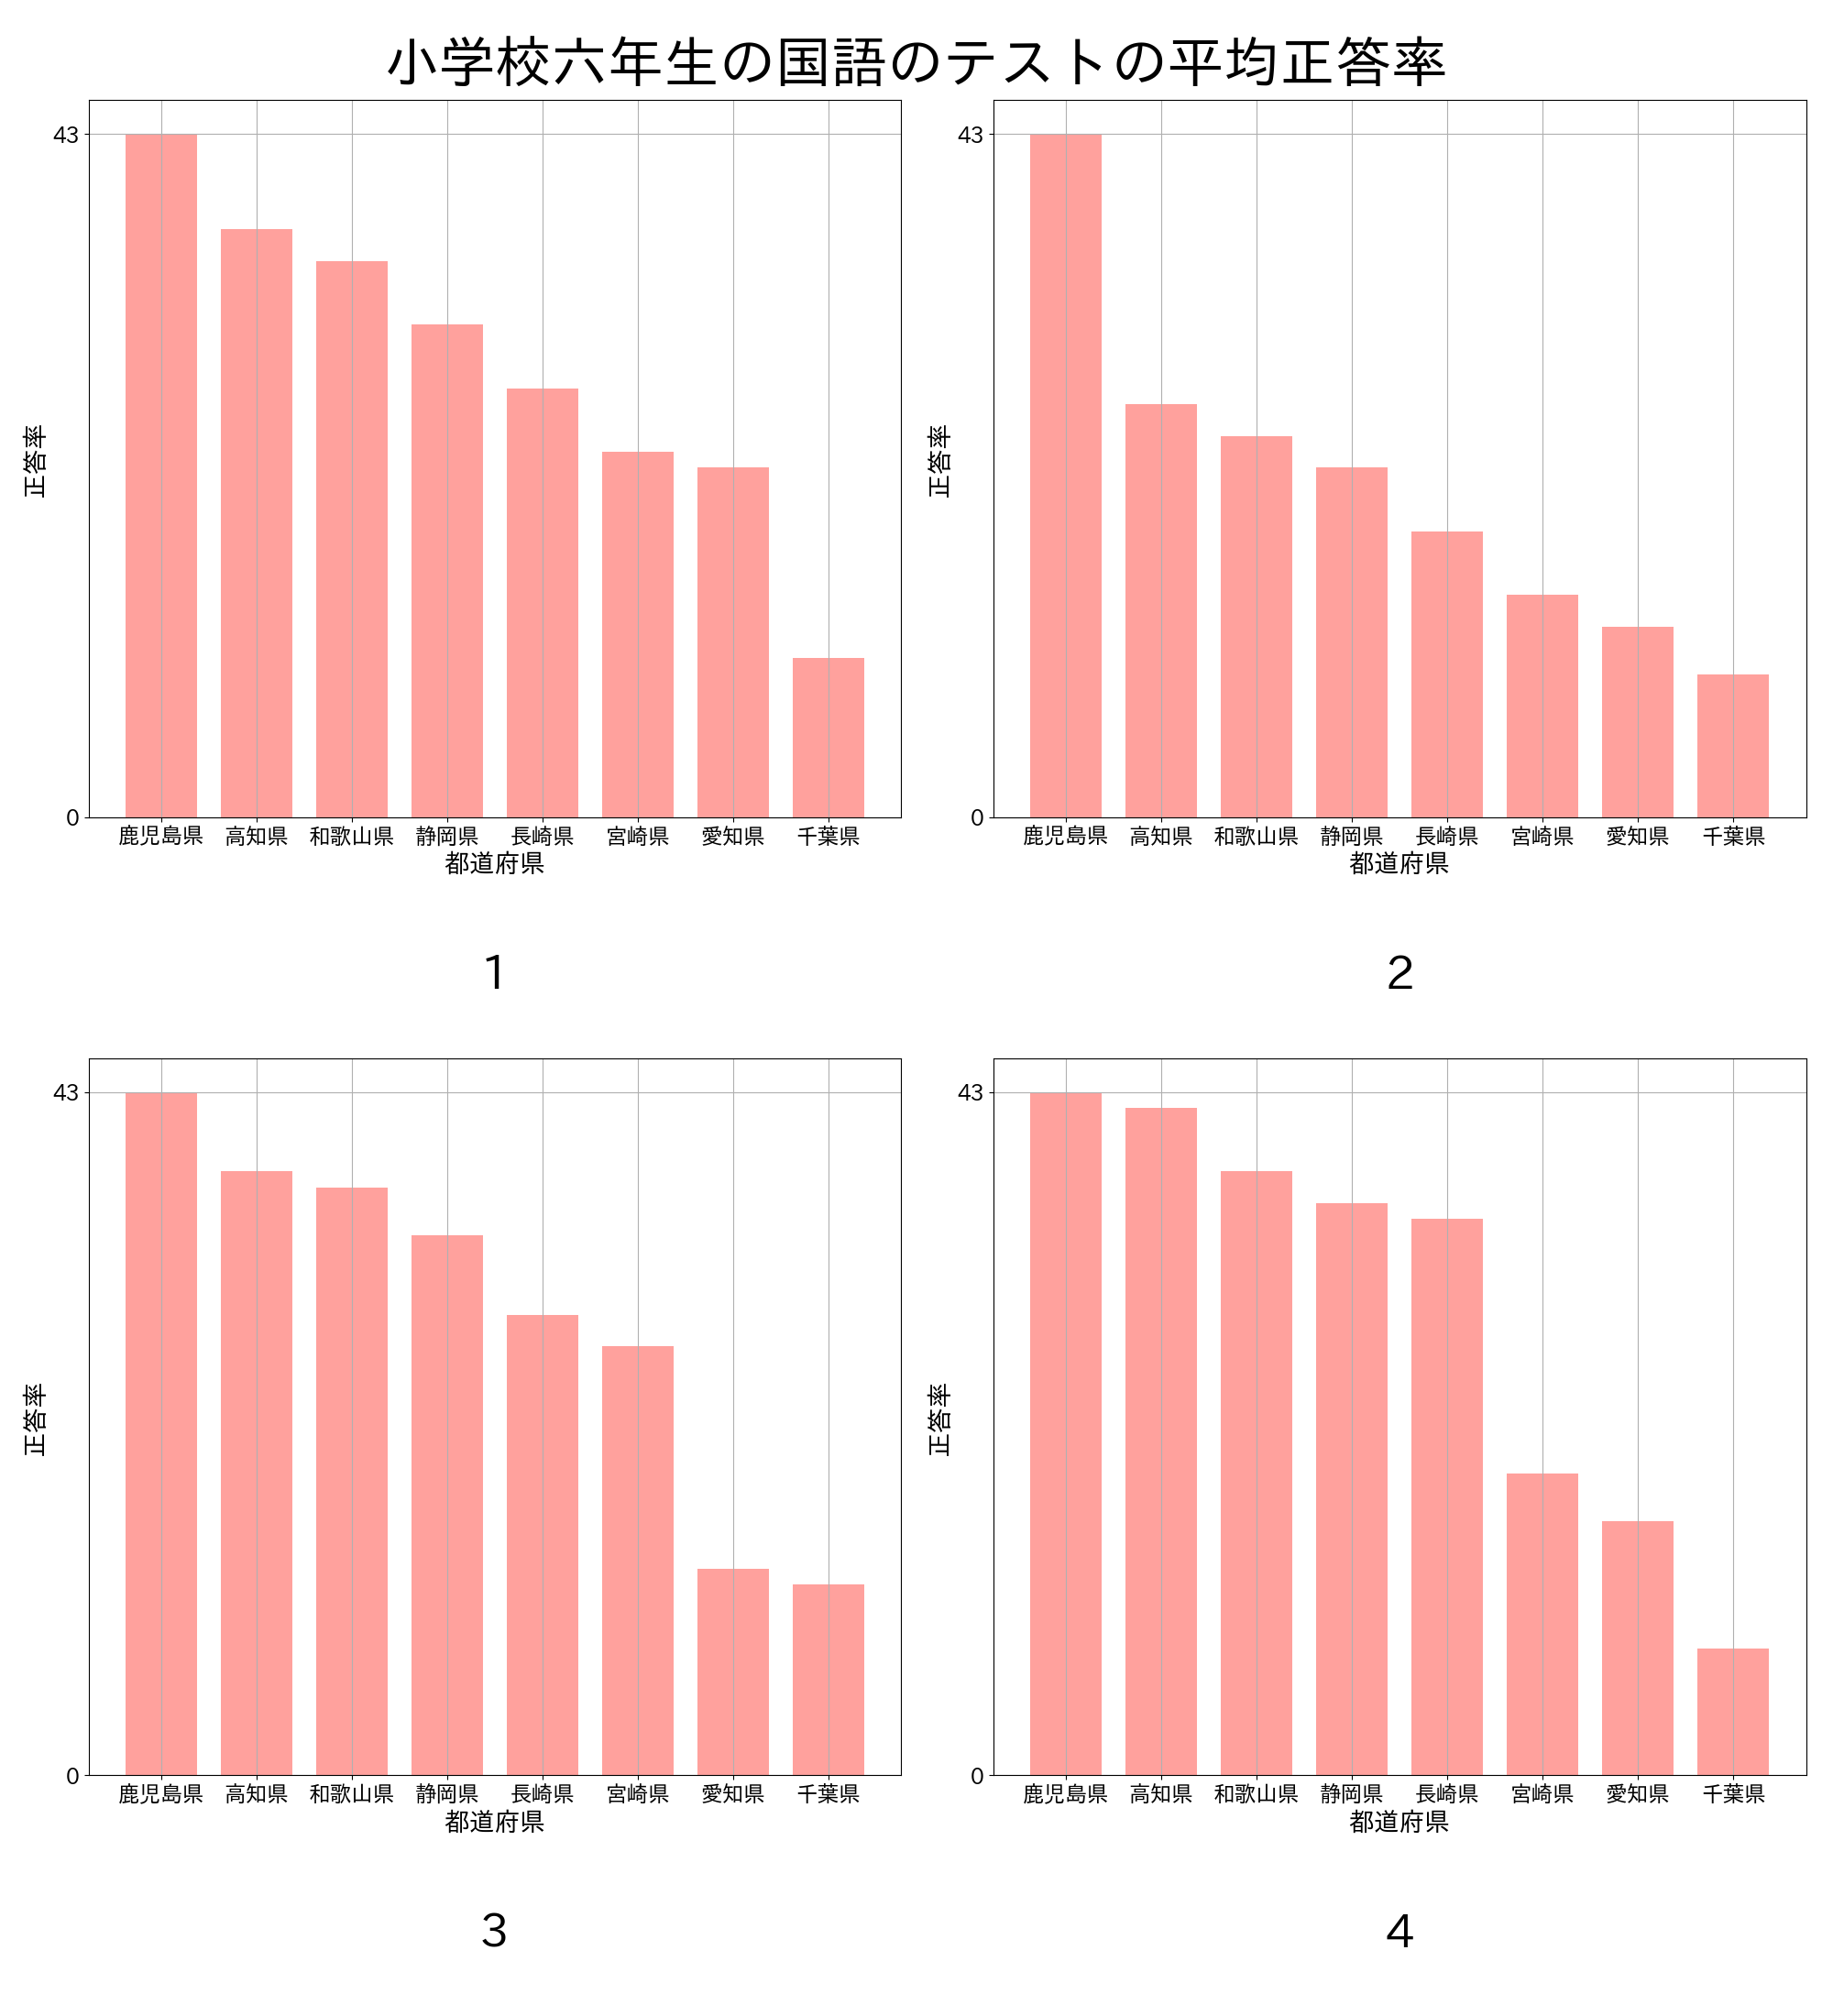 小学校六年生の国語のテストの平均正答率
43
0
正答率
鹿児島県 高知県 和歌山県 静岡県 長崎県 宮崎県 愛知県 千葉県
都道府県
1
43
0
正答率
鹿児島県 高知県 和歌山県 静岡県 長崎県 宮崎県 愛知県 千葉県
都道府県
2
43
0
正答率
鹿児島県 高知県 和歌山県 静岡県 長崎県 宮崎県 愛知県 千葉県
都道府県
3
43
0
正答率
鹿児島県 高知県 和歌山県 静岡県 長崎県 宮崎県 愛知県 千葉県
都道府県
4